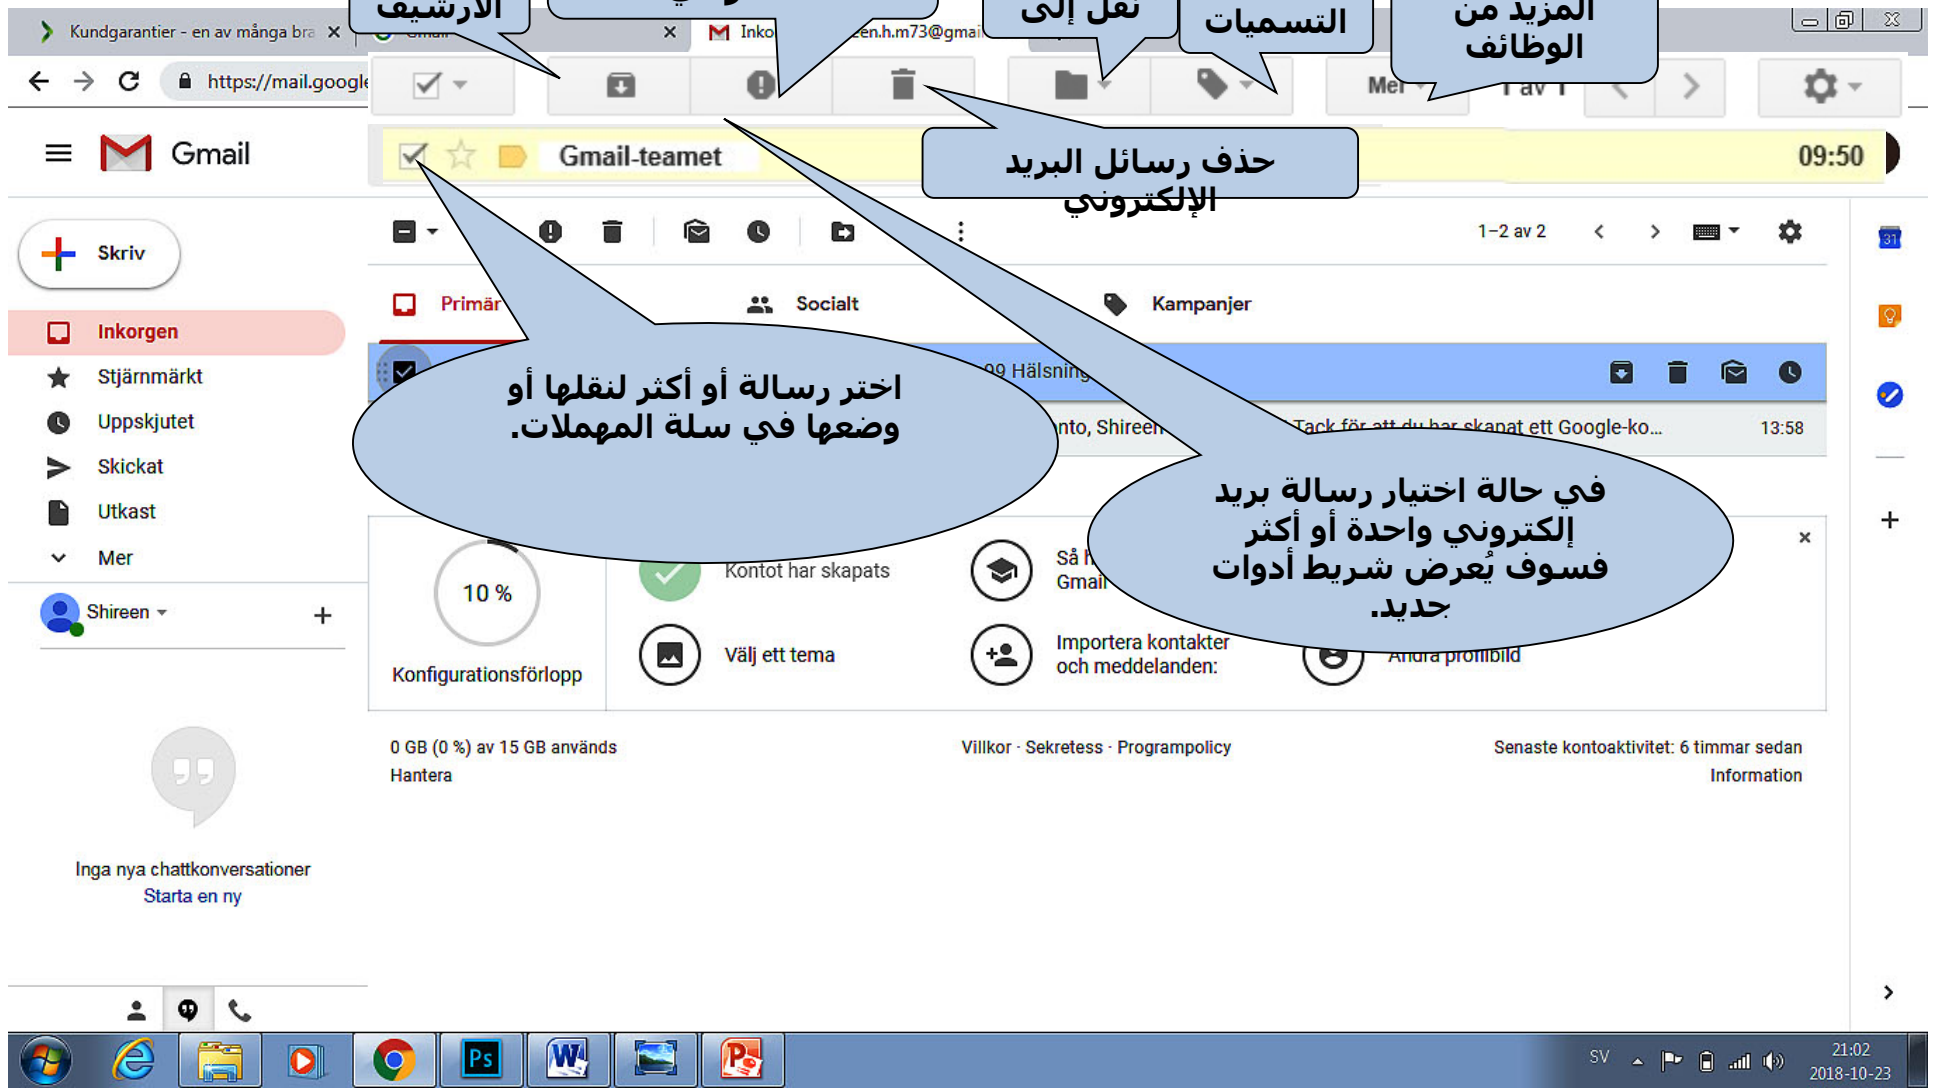 الأرشيف
نقل إلى
التسميات
المزيد من
الوظائف
Kundgarantier - en av många bra
Inko
een.h.m73@gmai
https://mail.google
Mer
1 av 1
Gmail
Gmail-teamet
09:50
حذف رسائل البريد
الإلكتروني
Skriv
1–2 av 2
31
Primär
Socialt
Kampanjer
Inkorgen
Stjärnmärkt
Uppskjutet
Skickat
Utkast
Mer
99 Hälsning
nto, Shireen
Tack för att du har skapat ett Google-ko...
13:58
اختر رسالة أو أكثر لنقلها أو
وضعها في سلة المهملات.
في حالة اختيار رسالة بريد
إلكتروني واحدة أو أكثر
فسوف يُعرض شريط أدوات
جديد.
Shireen
10 %
Konfigurationsförlopp
Kontot har skapats
Så h
Gmail
Välj ett tema
Importera kontakter
och meddelanden:
Ändra profilbild
0 GB (0 %) av 15 GB används
Hantera
Villkor · Sekretess · Programpolicy
Senaste kontoaktivitet: 6 timmar sedan
Information
Inga nya chattkonversationer
Starta en ny
Ps
SV
21:02
2018-10-23